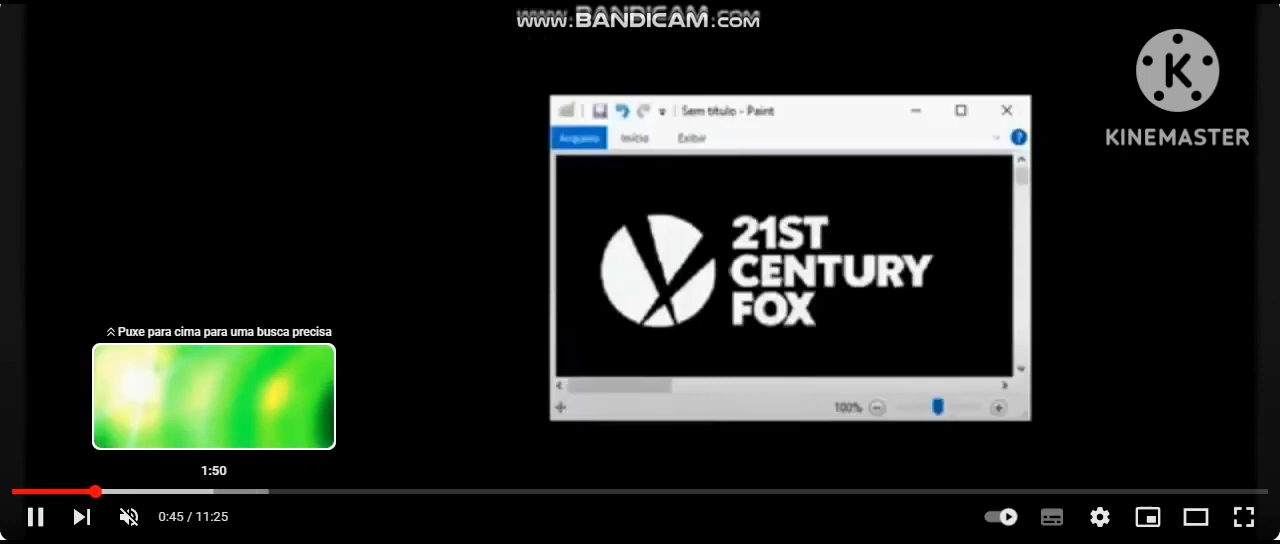 www.BANDICAM.com
K
KINEMASTER
Sem título - Paint
Arquivo Início Exibir
?
21ST
CENTURY
FOX
100%
Puxe para cima para uma busca precisa
1:50
0:45 / 11:25